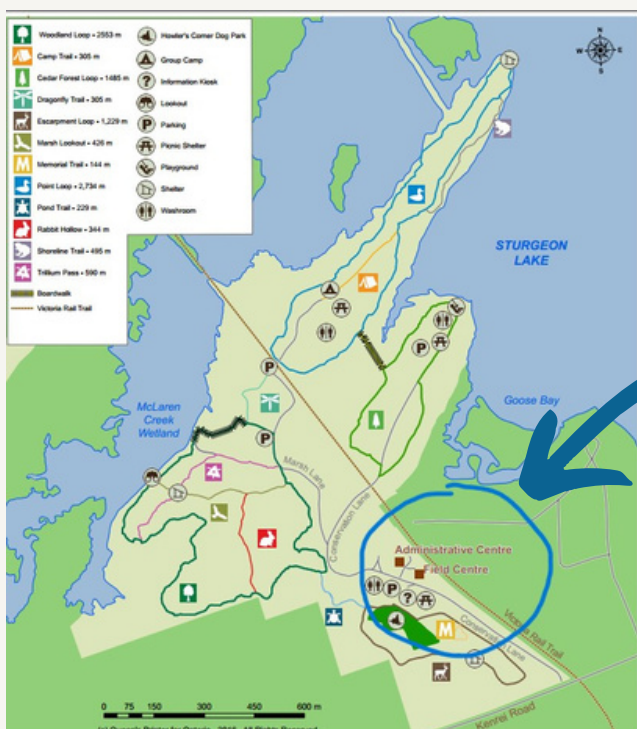 Woodland Loop • 2553 m
Camp Trail • 305 m
Cedar Forest Loop • 1485 m
Dragonfly Trail • 305 m
Escarpment Loop • 1,229 m
Marsh Lookout • 426 m
Memorial Trail • 144 m
Point Loop • 2,734 m
Pond Trail • 229 m
Rabbit Hollow • 344 m
Shoreline Trail • 495 m
Trillium Pass • 590 m
Boardwalk
Victoria Rail Trail
Howler's Corner Dog Park
Group Camp
? Information Kiosk
Lookout
P Parking
Picnic Shelter
Playground
Shelter
Washroom
N
W E
S
STURGEON
LAKE
Goose Bay
McLaren
Creek
Wetland
P
P
P
Marsh Lane
Conservation Lane
Administrative Centre
Field Centre
P ?
M
Victoria Rail Trail
Conservation Lane
Kenrei Road
0 75 150 300 450 600 m